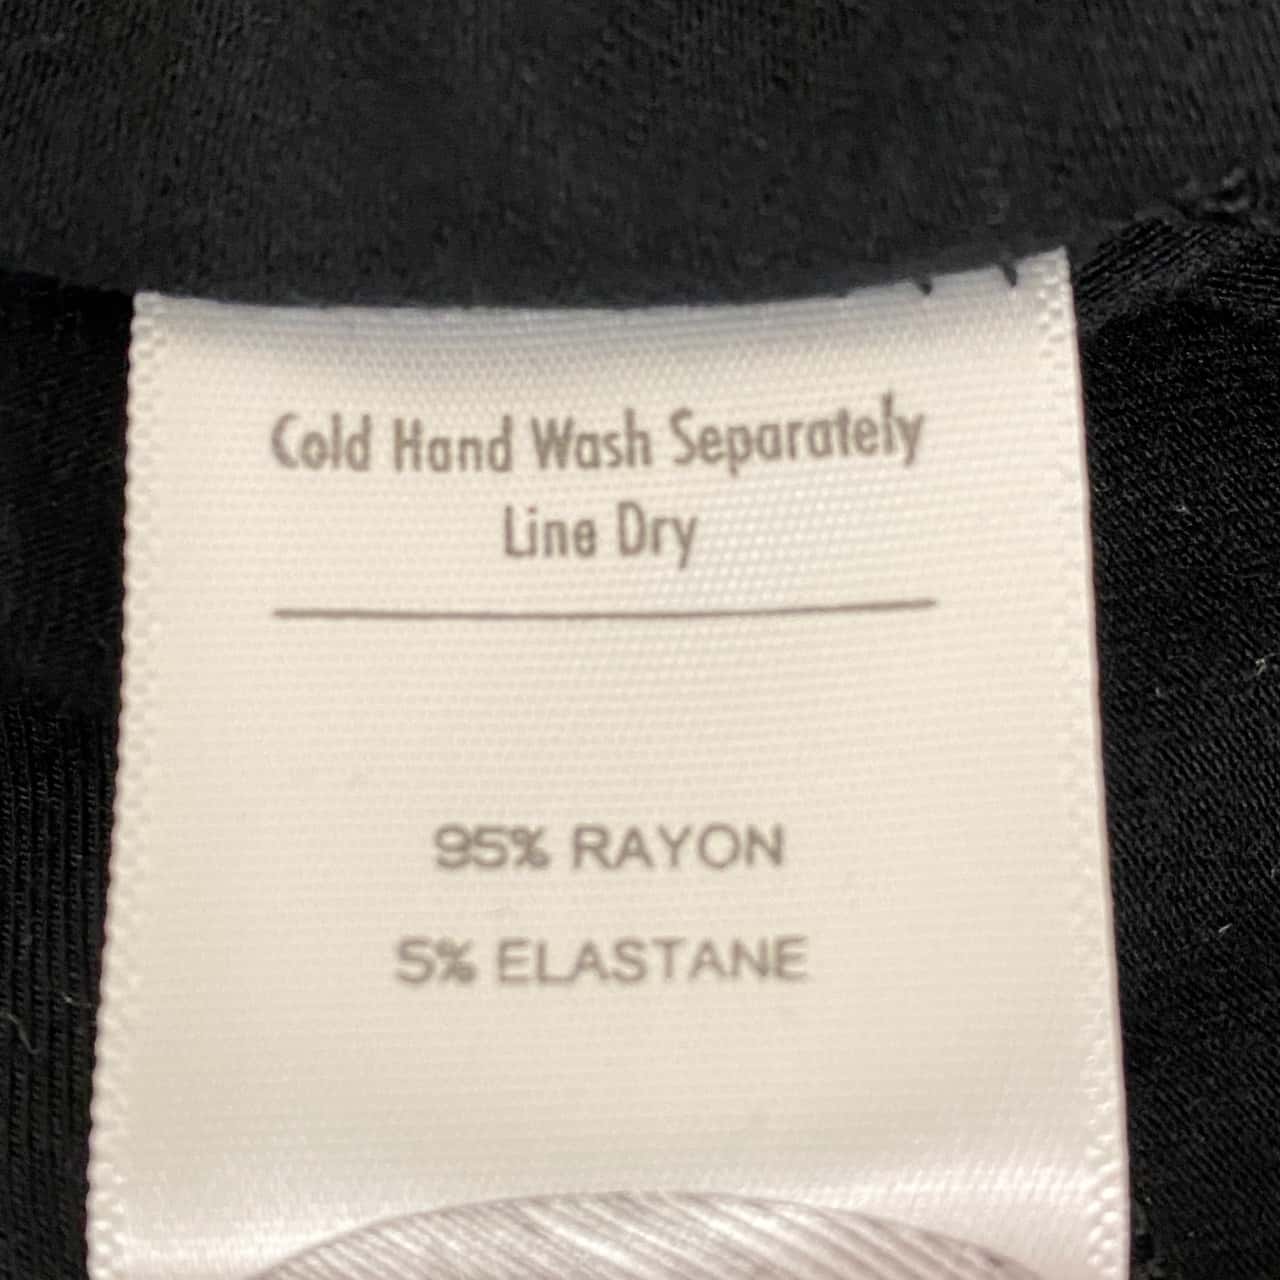 Cold Hand Wash Separately
Line Dry
95% RAYON
5% ELASTANE